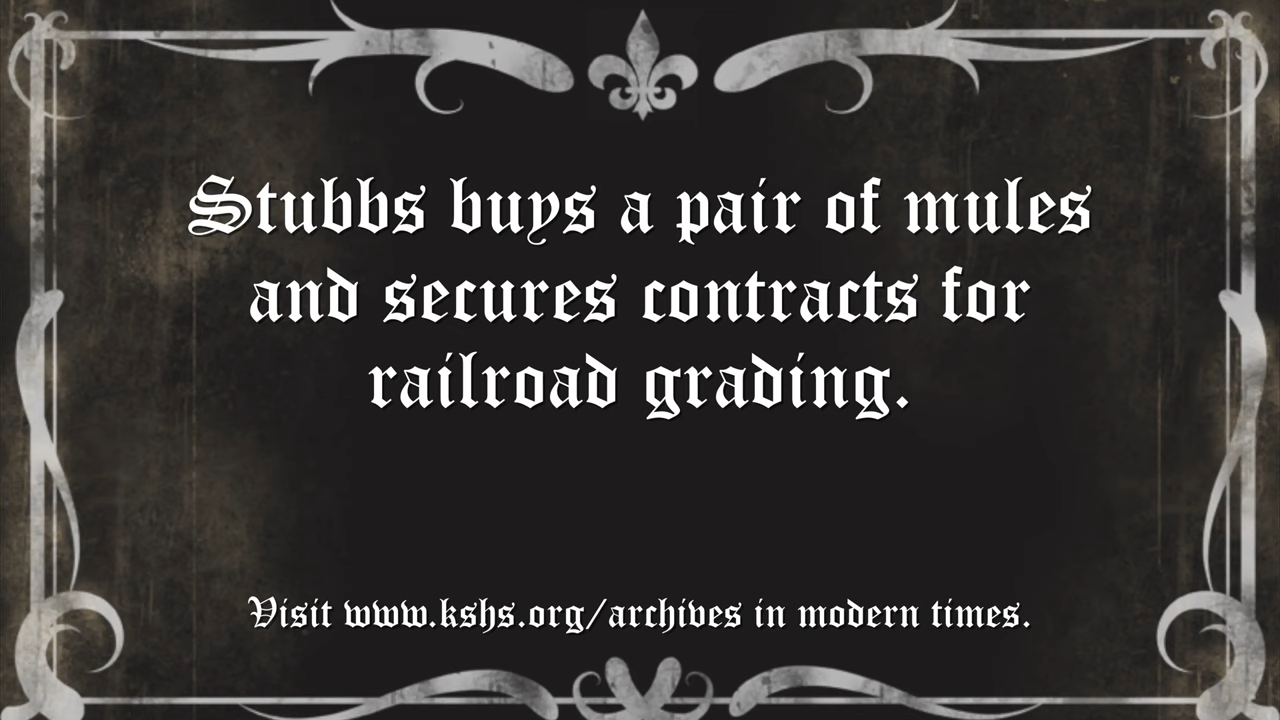 Stubbs buys a pair of mules
and secures contracts for
railroad grading.
Visit www.kshs.org/archives in modern times.